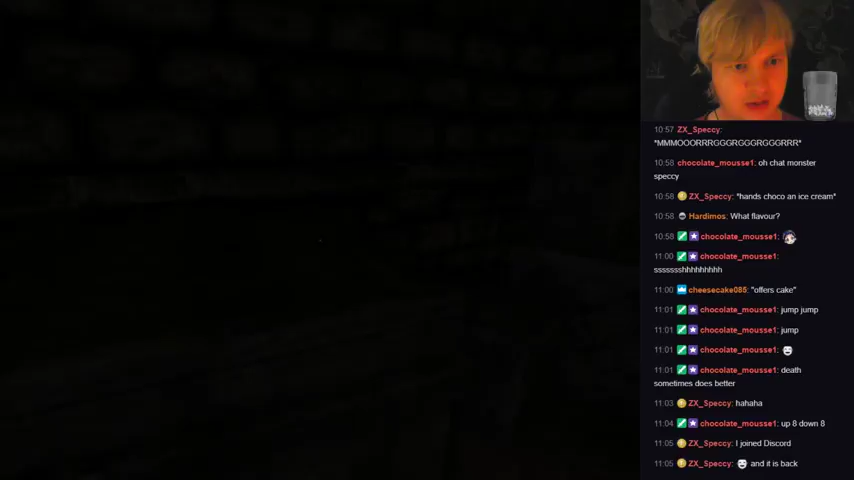 10:57 ZX_Speccy:
*MMMOOORRRGGGRGGGRGGGRRR*
10:58 chocolate_mousse1: oh chat monster
speccy
10:58 ZX_Speccy: *hands choco an ice cream*
10:58 Hardimos: What flavour?
10:58 chocolate_mousse1:
11:00 chocolate_mousse1:
ssssssshhhhhhhhh
11:00 cheesecake085: "offers cake"
11:01 chocolate_mousse1: jump jump
11:01 chocolate_mousse1: jump
11:01 chocolate_mousse1:
11:01 chocolate_mousse1: death
sometimes does better
11:03 ZX_Speccy: hahaha
11:04 chocolate_mousse1: up 8 down 8
11:05 ZX_Speccy: I joined Discord
11:05 ZX_Speccy: and it is back